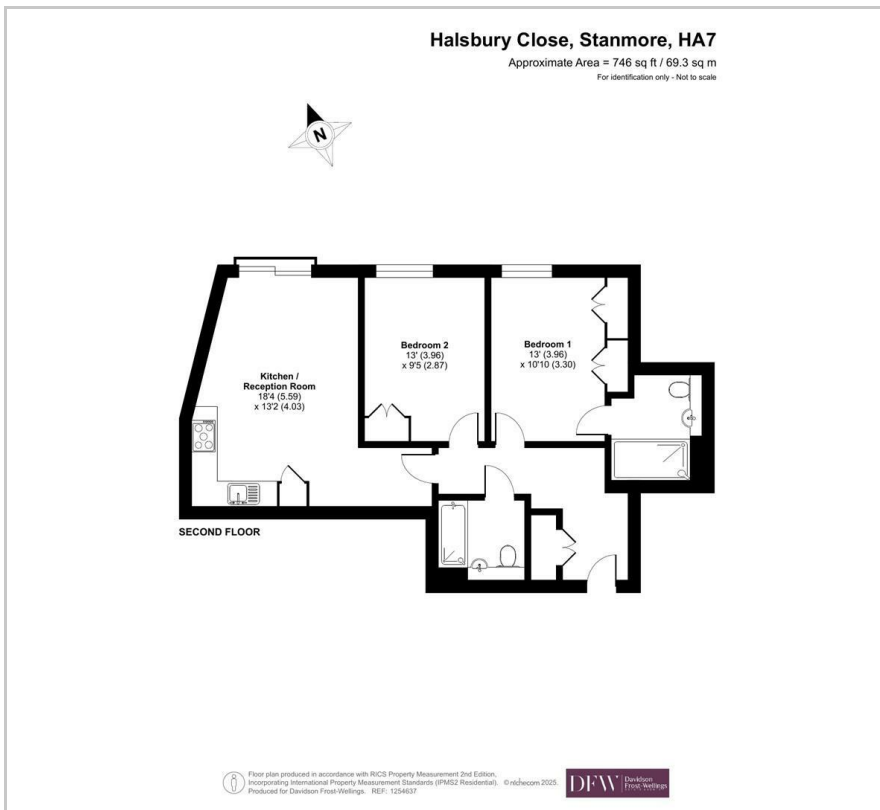 Halsbury Close, Stanmore, HA7
Approximate Area = 746 sq ft / 69.3 sq m
For identification only - Not to scale
N
Bedroom 2
13' (3.96)
x 9'5 (2.87)
Bedroom 1
13' (3.96)
x 10'10 (3.30)
Kitchen /
Reception Room
18'4 (5.59)
x 13'2 (4.03)
SECOND FLOOR
Floor plan produced in accordance with RICS Property Measurement 2nd Edition,
Incorporating International Property Measurement Standards (IPMS2 Residential). © nichecom 2025.
Produced for Davidson Frost-Wellings. REF: 1254637
DFW Davidson
Frost-Wellings